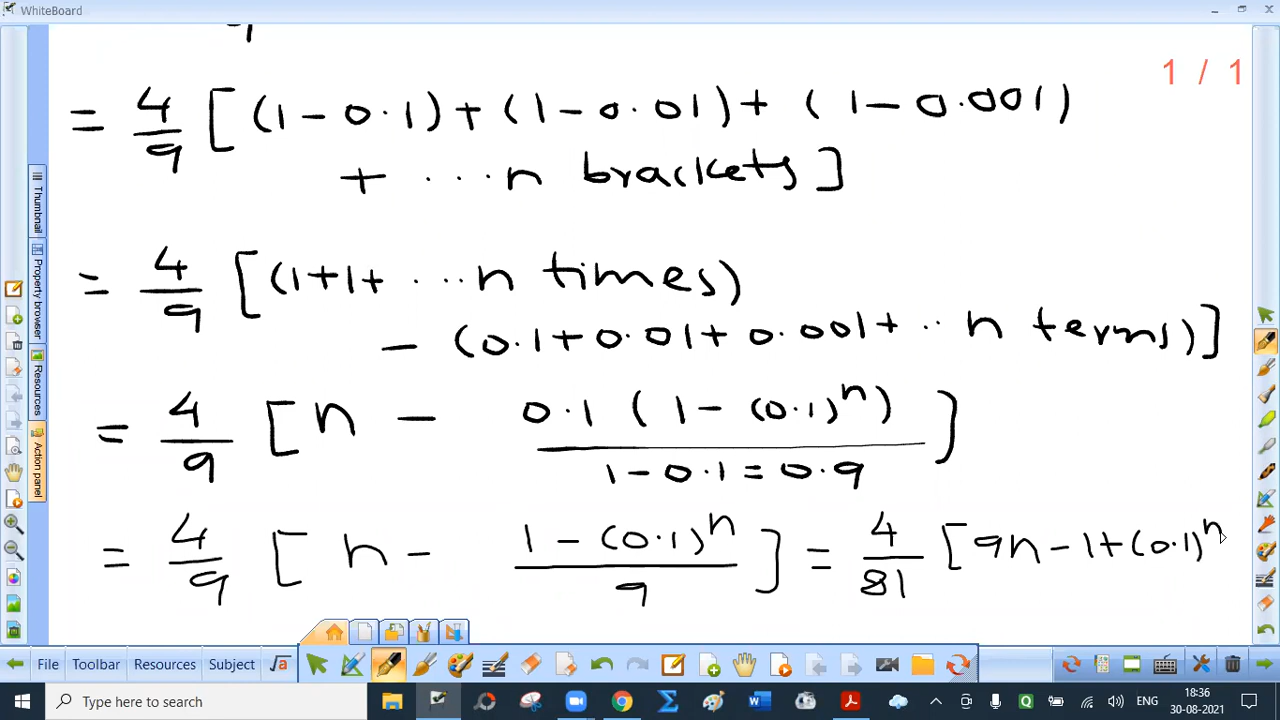 WhiteBoard
1 / 1
9
= 4/9 [(1-0.1)+(1-0.01)+(1-0.001)
+ ...n brackets]
= 4/9 [(1+1+ ...n times)
- (0.1+0.01+0.001+ ..n terms)]
= 4/9 [n - 0.1(1-(0.1)^n) / 1-0.1=0.9]
= 4/9 [n - 1-(0.1)^n / 9] = 4/81 [9n-1+(0.1)^n
Thumbnail
Property browser
Resources
Action panel
File Toolbar Resources Subject √a
Type here to search
ENG
18:36
30-08-2021